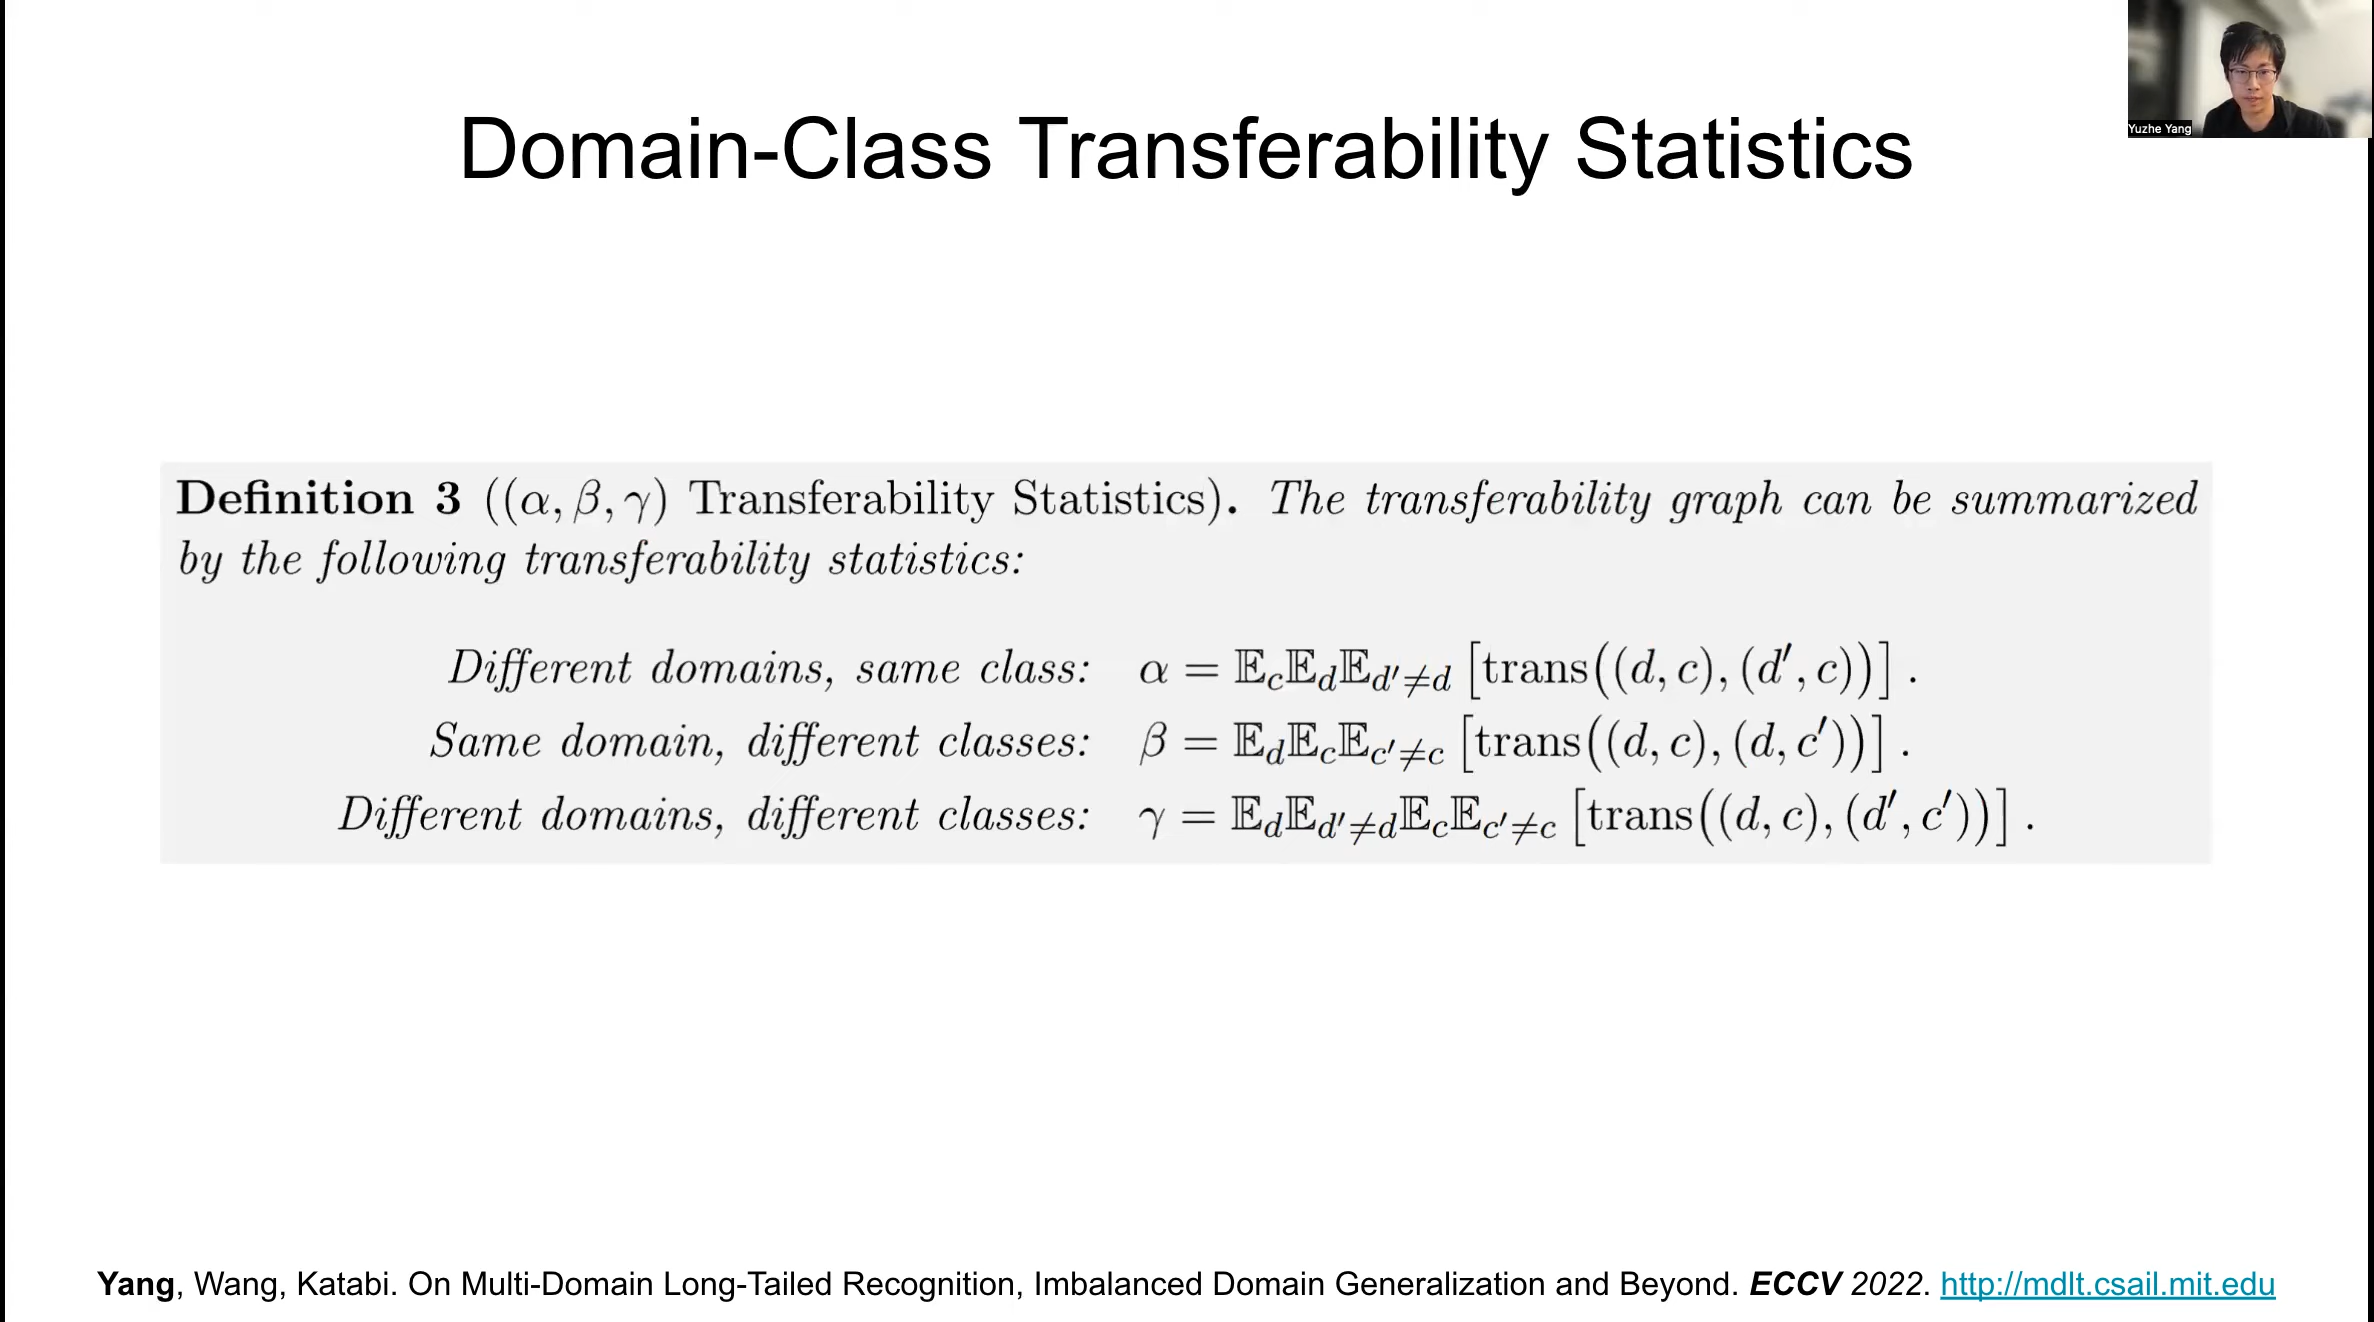 Yuzhe Yang
Domain-Class Transferability Statistics
Definition 3 ((α, β, γ) Transferability Statistics). The transferability graph can be summarized
by the following transferability statistics:
Different domains, same class: α = 𝔼_c𝔼_d𝔼_{d′≠d} [trans((d, c), (d′, c))] .
Same domain, different classes: β = 𝔼_d𝔼_c𝔼_{c′≠c} [trans((d, c), (d, c′))] .
Different domains, different classes: γ = 𝔼_d𝔼_{d′≠d}𝔼_c𝔼_{c′≠c} [trans((d, c), (d′, c′))] .
Yang, Wang, Katabi. On Multi-Domain Long-Tailed Recognition, Imbalanced Domain Generalization and Beyond. ECCV 2022. http://mdlt.csail.mit.edu